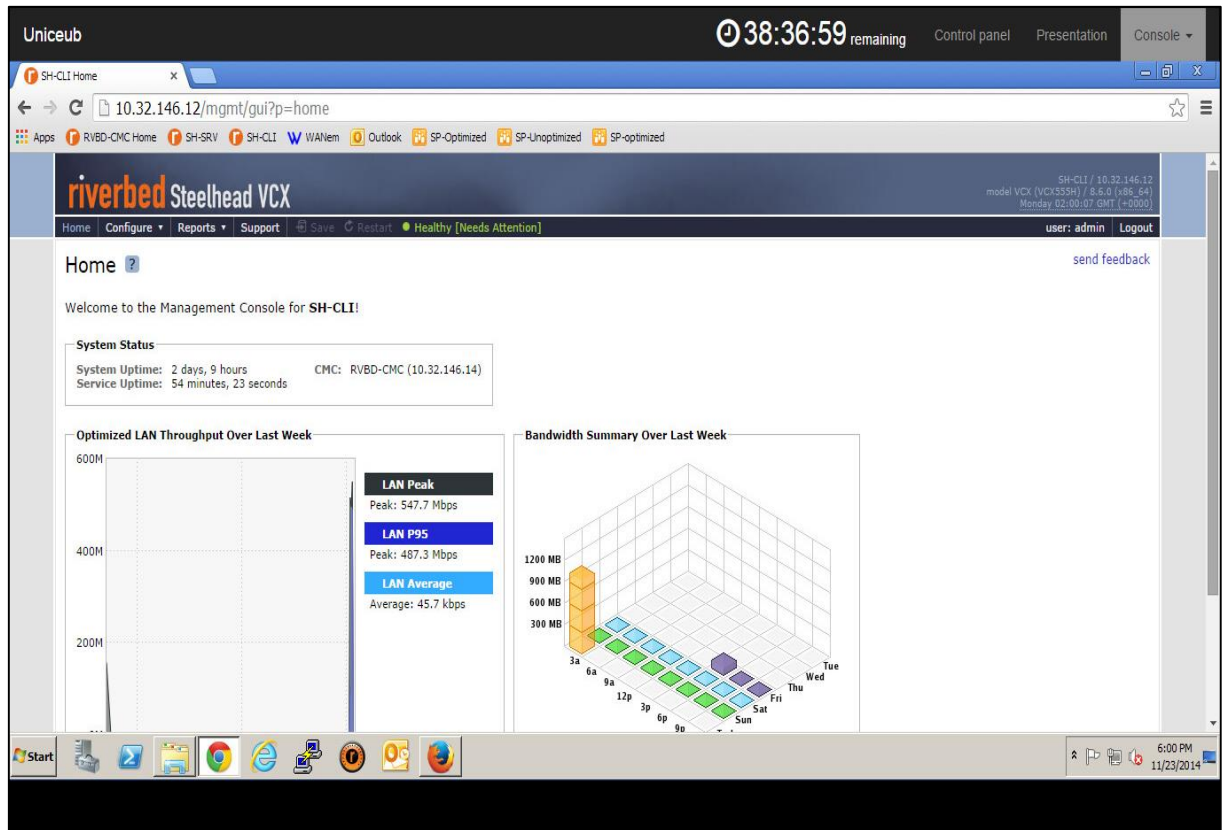 Uniceub 38:36:59 remaining Control panel Presentation Console
SH-CLI Home x
10.32.146.12/mgmt/gui?p=home
Apps RVBD-CMC Home SH-SRV SH-CLI WANem Outlook SP-Optimized SP-Unoptimized SP-optimized
riverbed Steelhead VCX
SH-CLI / 10.32.146.12
model VCX (VCX555H) / 8.6.0 (x86_64)
Monday 02:00:07 GMT (+0000)
Home Configure Reports Support Save Restart Healthy [Needs Attention] user: admin Logout
Home ? send feedback
Welcome to the Management Console for SH-CLI!
System Status
System Uptime: 2 days, 9 hours CMC: RVBD-CMC (10.32.146.14)
Service Uptime: 54 minutes, 23 seconds
Optimized LAN Throughput Over Last Week
600M
400M
200M
LAN Peak
Peak: 547.7 Mbps
LAN P95
Peak: 487.3 Mbps
LAN Average
Average: 45.7 kbps
Bandwidth Summary Over Last Week
1200 MB
900 MB
600 MB
300 MB
3a
6a
9a
12p
3p
6p
9p
Tue
Wed
Thu
Fri
Sat
Sun
Start
6:00 PM
11/23/2014